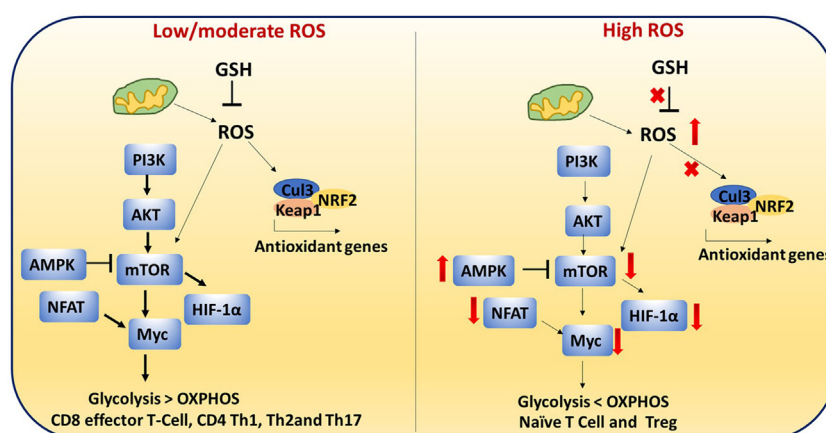 Low/moderate ROS
GSH
ROS
PI3K
Cul3
NRF2
Keap1
AKT
Antioxidant genes
AMPK
mTOR
NFAT
HIF-1α
Myc
Glycolysis > OXPHOS
CD8 effector T-Cell, CD4 Th1, Th2and Th17
High ROS
GSH
ROS
PI3K
Cul3
NRF2
Keap1
AKT
Antioxidant genes
AMPK
mTOR
NFAT
HIF-1α
Myc
Glycolysis < OXPHOS
Naïve T Cell and Treg